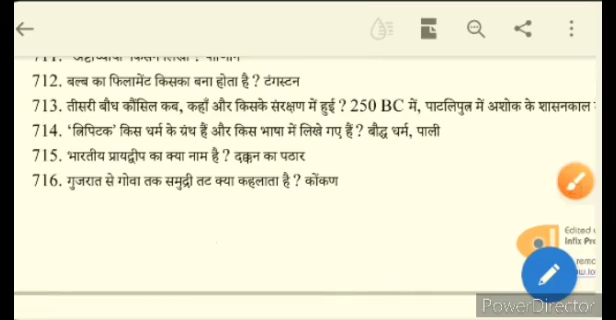 712. बल्ब का फिलामेंट किसका बना होता है ? टंगस्टन
713. तीसरी बौध कौंसिल कब, कहाँ और किसके संरक्षण में हुई ? 250 BC में, पाटलिपुत्र में अशोक के शासनकाल
714. ‘त्रिपिटक’ किस धर्म के ग्रंथ हैं और किस भाषा में लिखे गए हैं? बौद्ध धर्म, पाली
715. भारतीय प्रायद्वीप का क्या नाम है ? दक्कन का पठार
716. गुजरात से गोवा तक समुद्री तट क्या कहलाता है ? कोंकण
Edited
Infix
PowerDirector